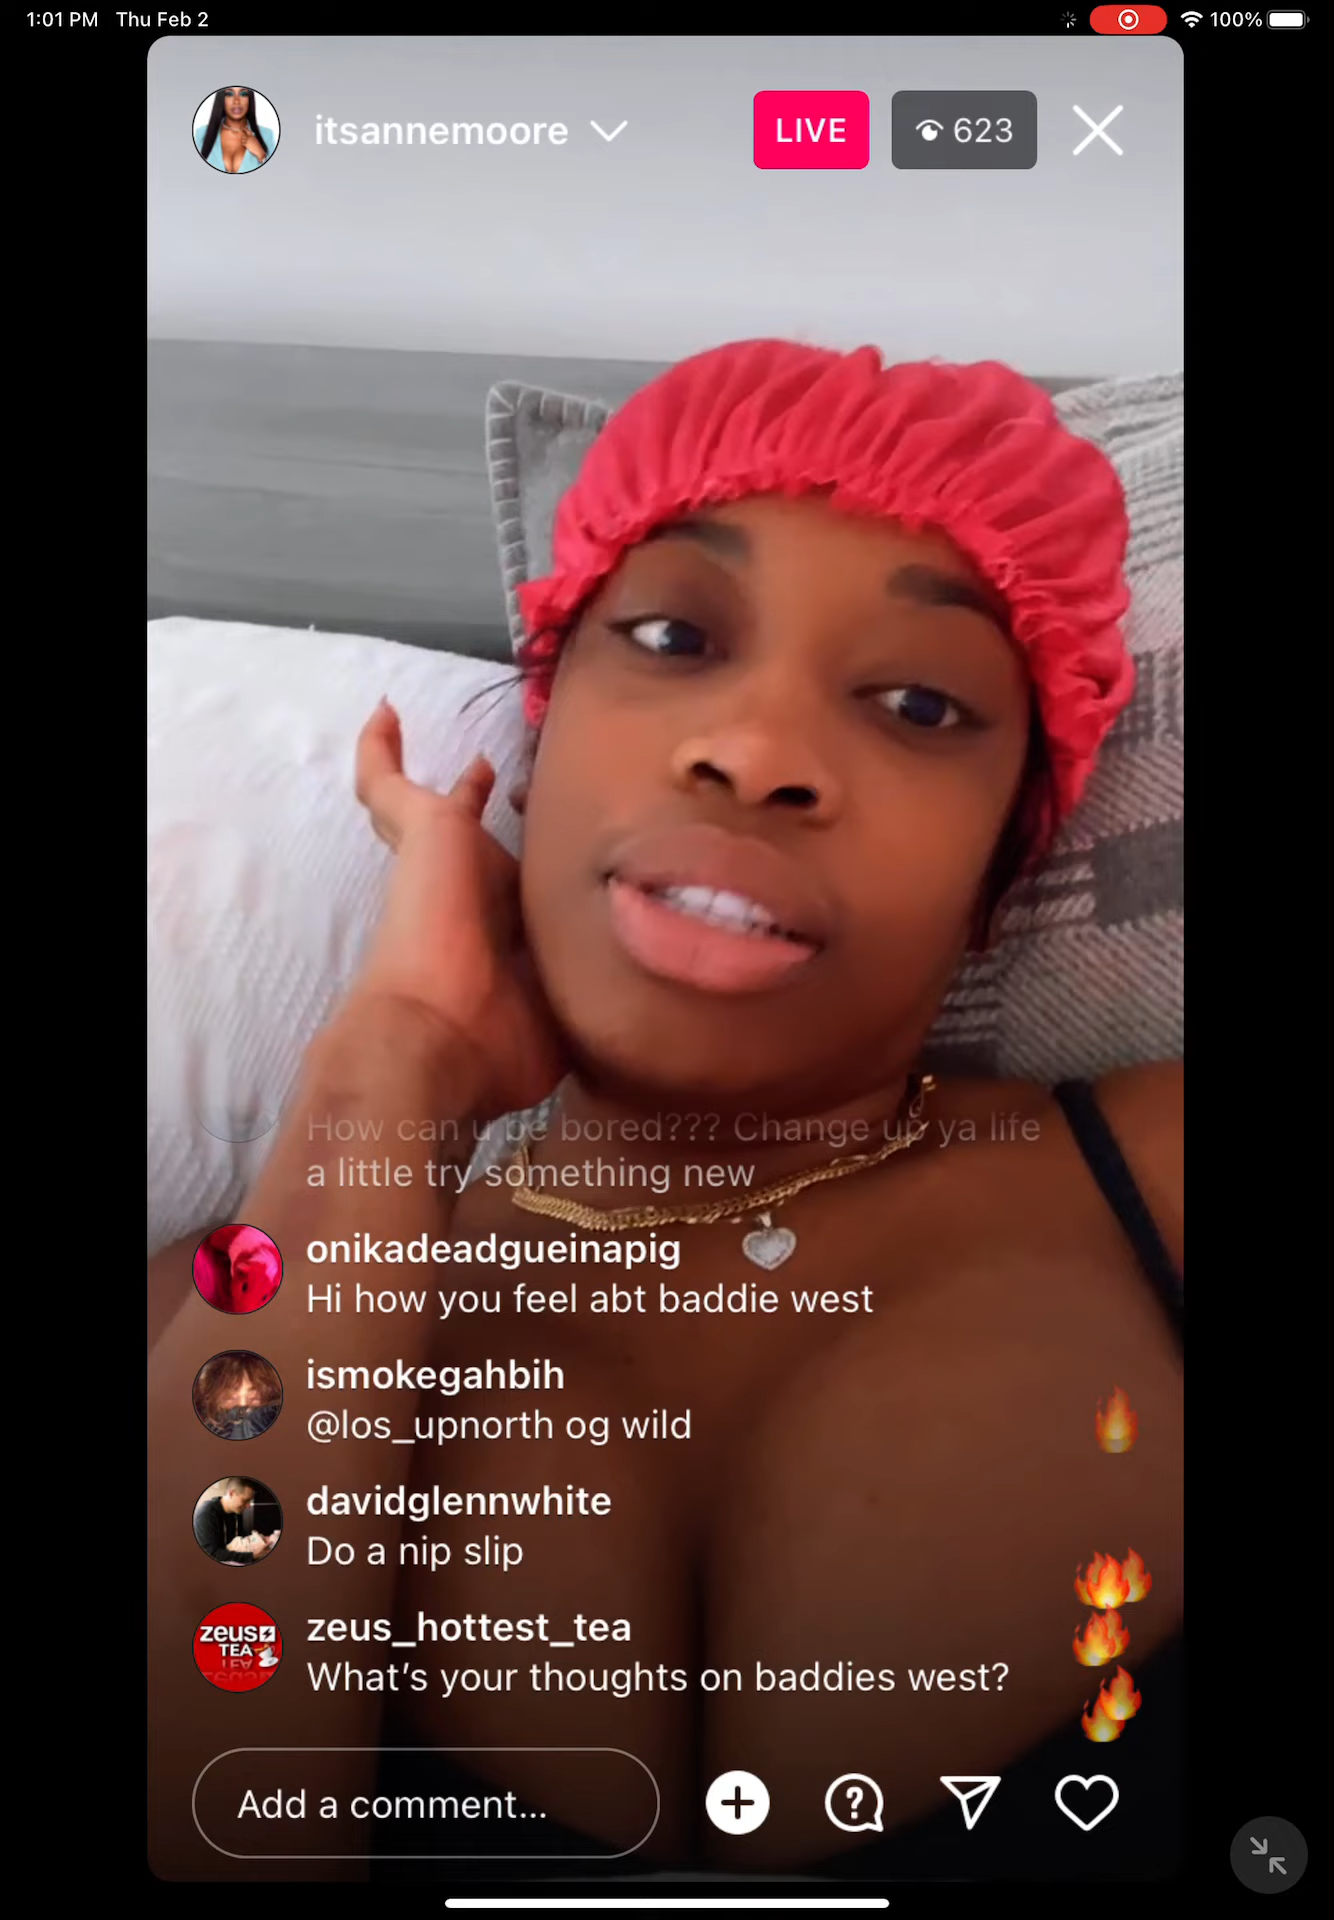 1:01 PM Thu Feb 2
100%
itsannemoore
LIVE
623
How can u be bored??? Change up ya life
a little try something new
onikadeadgueinapig
Hi how you feel abt baddie west
ismokegahbih
@los_upnorth og wild
davidglennwhite
Do a nip slip
zeus
TEA
zeus_hottest_tea
What's your thoughts on baddies west?
Add a comment...